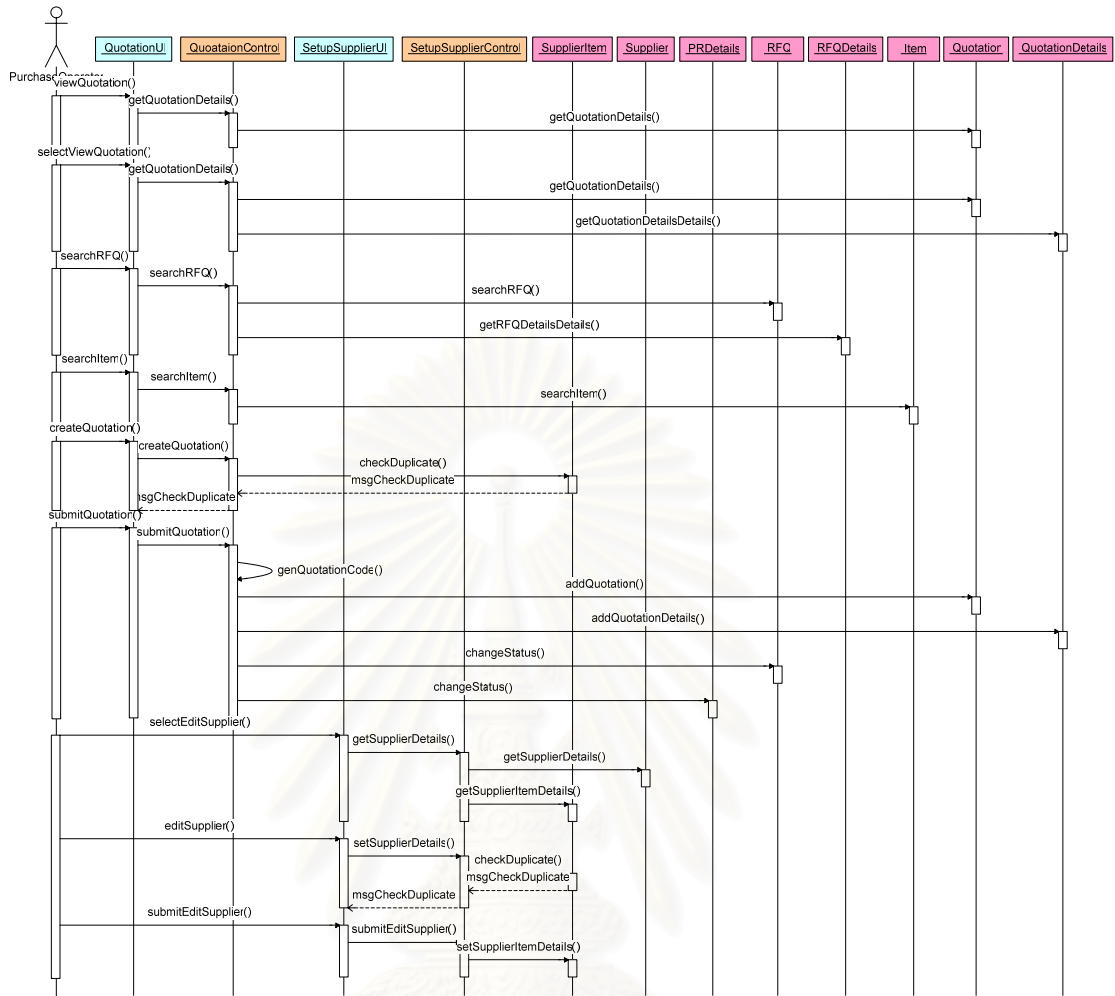 QuotationUI
QuoataionControl
SetupSupplierUI
SetupSupplierControl
SupplierItem
Supplier
PRDetails
RFQ
RFQDetails
Item
Quotation
QuotationDetails
viewQuotation()
getQuotationDetails()
getQuotationDetails()
selectViewQuotation()
getQuotationDetails()
getQuotationDetails()
getQuotationDetailsDetails()
searchRFQ()
searchRFQ()
searchRFQ()
getRFQDetailsDetails()
searchItem()
searchItem()
searchItem()
createQuotation()
createQuotation()
checkDuplicate()
msgCheckDuplicate
msgCheckDuplicate
submitQuotation()
submitQuotation()
genQuotationCode()
addQuotation()
addQuotationDetails()
changeStatus()
changeStatus()
selectEditSupplier()
getSupplierDetails()
getSupplierDetails()
getSupplierItemDetails()
editSupplier()
setSupplierDetails()
checkDuplicate()
msgCheckDuplicate
msgCheckDuplicate
submitEditSupplier()
submitEditSupplier()
setSupplierItemDetails()